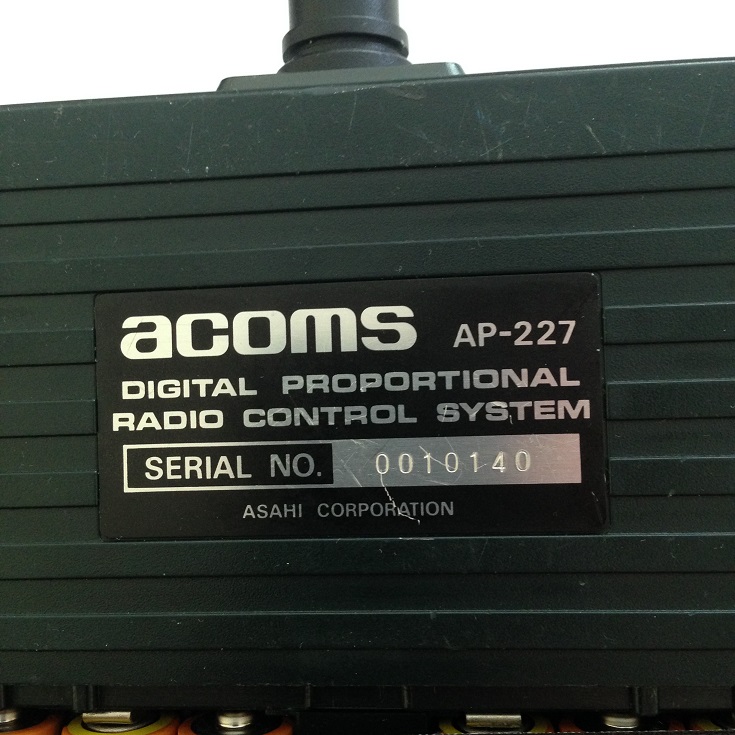 acoms AP-227
DIGITAL PROPORTIONAL
RADIO CONTROL SYSTEM
SERIAL NO. 0010140
ASAHI CORPORATION